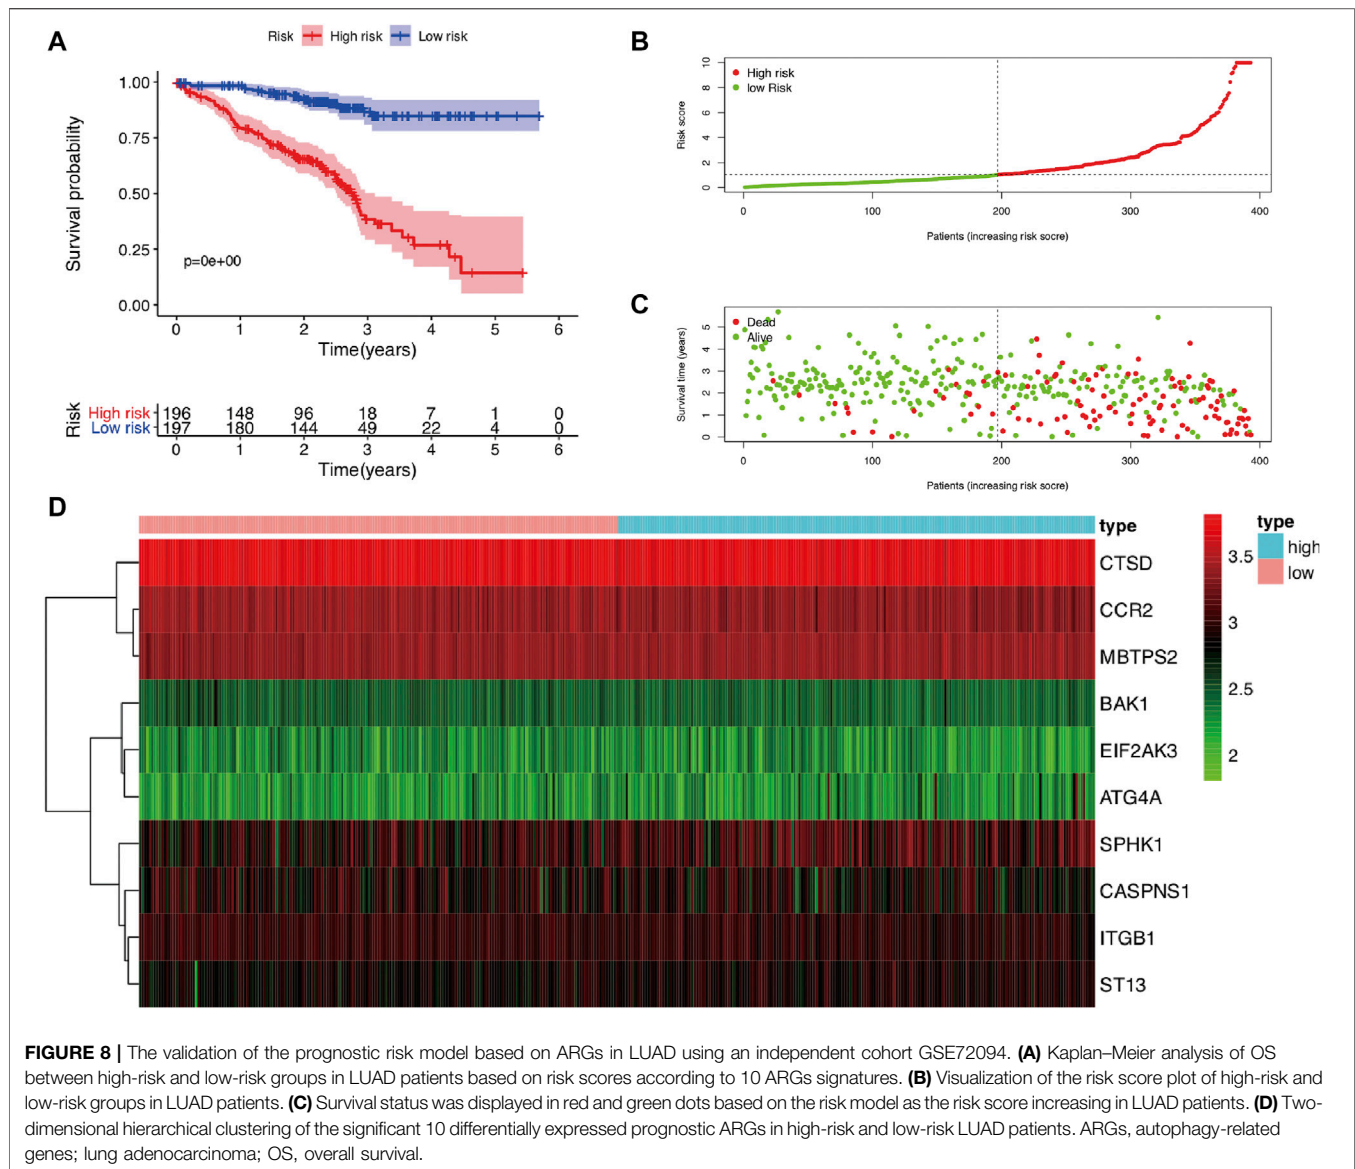 A
Risk High risk Low risk
1.00
0.75
0.50
0.25
0.00
Survival probability
p=0e+00
0 1 2 3 4 5 6
Time(years)
Risk
High risk 196 148 96 18 7 1 0
Low risk 197 180 144 49 22 4 0
0 1 2 3 4 5 6
Time(years)
B
High risk
low Risk
Risk score
10
8
6
4
2
0
0 100 200 300 400
Patients (increasing risk socre)
C
Dead
Alive
Survival time (years)
5
4
3
2
1
0
0 100 200 300 400
Patients (increasing risk socre)
D
type
CTSD
CCR2
MBTPS2
BAK1
EIF2AK3
ATG4A
SPHK1
CASPNS1
ITGB1
ST13
3.5
3
2.5
2
type
high
low
FIGURE 8 | The validation of the prognostic risk model based on ARGs in LUAD using an independent cohort GSE72094. (A) Kaplan–Meier analysis of OS
between high-risk and low-risk groups in LUAD patients based on risk scores according to 10 ARGs signatures. (B) Visualization of the risk score plot of high-risk and
low-risk groups in LUAD patients. (C) Survival status was displayed in red and green dots based on the risk model as the risk score increasing in LUAD patients. (D) Two-
dimensional hierarchical clustering of the significant 10 differentially expressed prognostic ARGs in high-risk and low-risk LUAD patients. ARGs, autophagy-related
genes; lung adenocarcinoma; OS, overall survival.